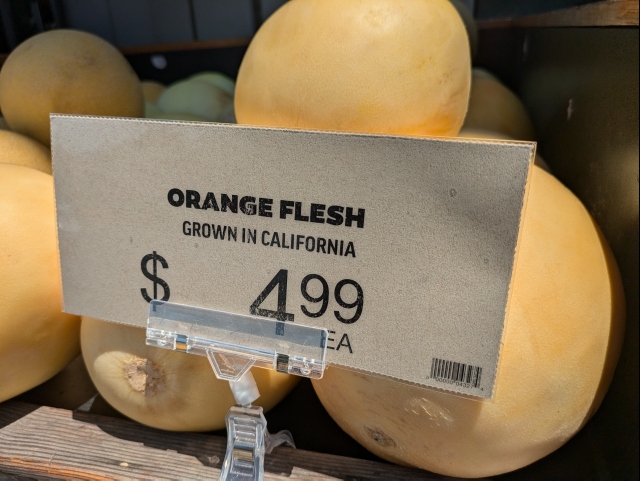 ORANGE FLESH
GROWN IN CALIFORNIA
$ 4.99
EA